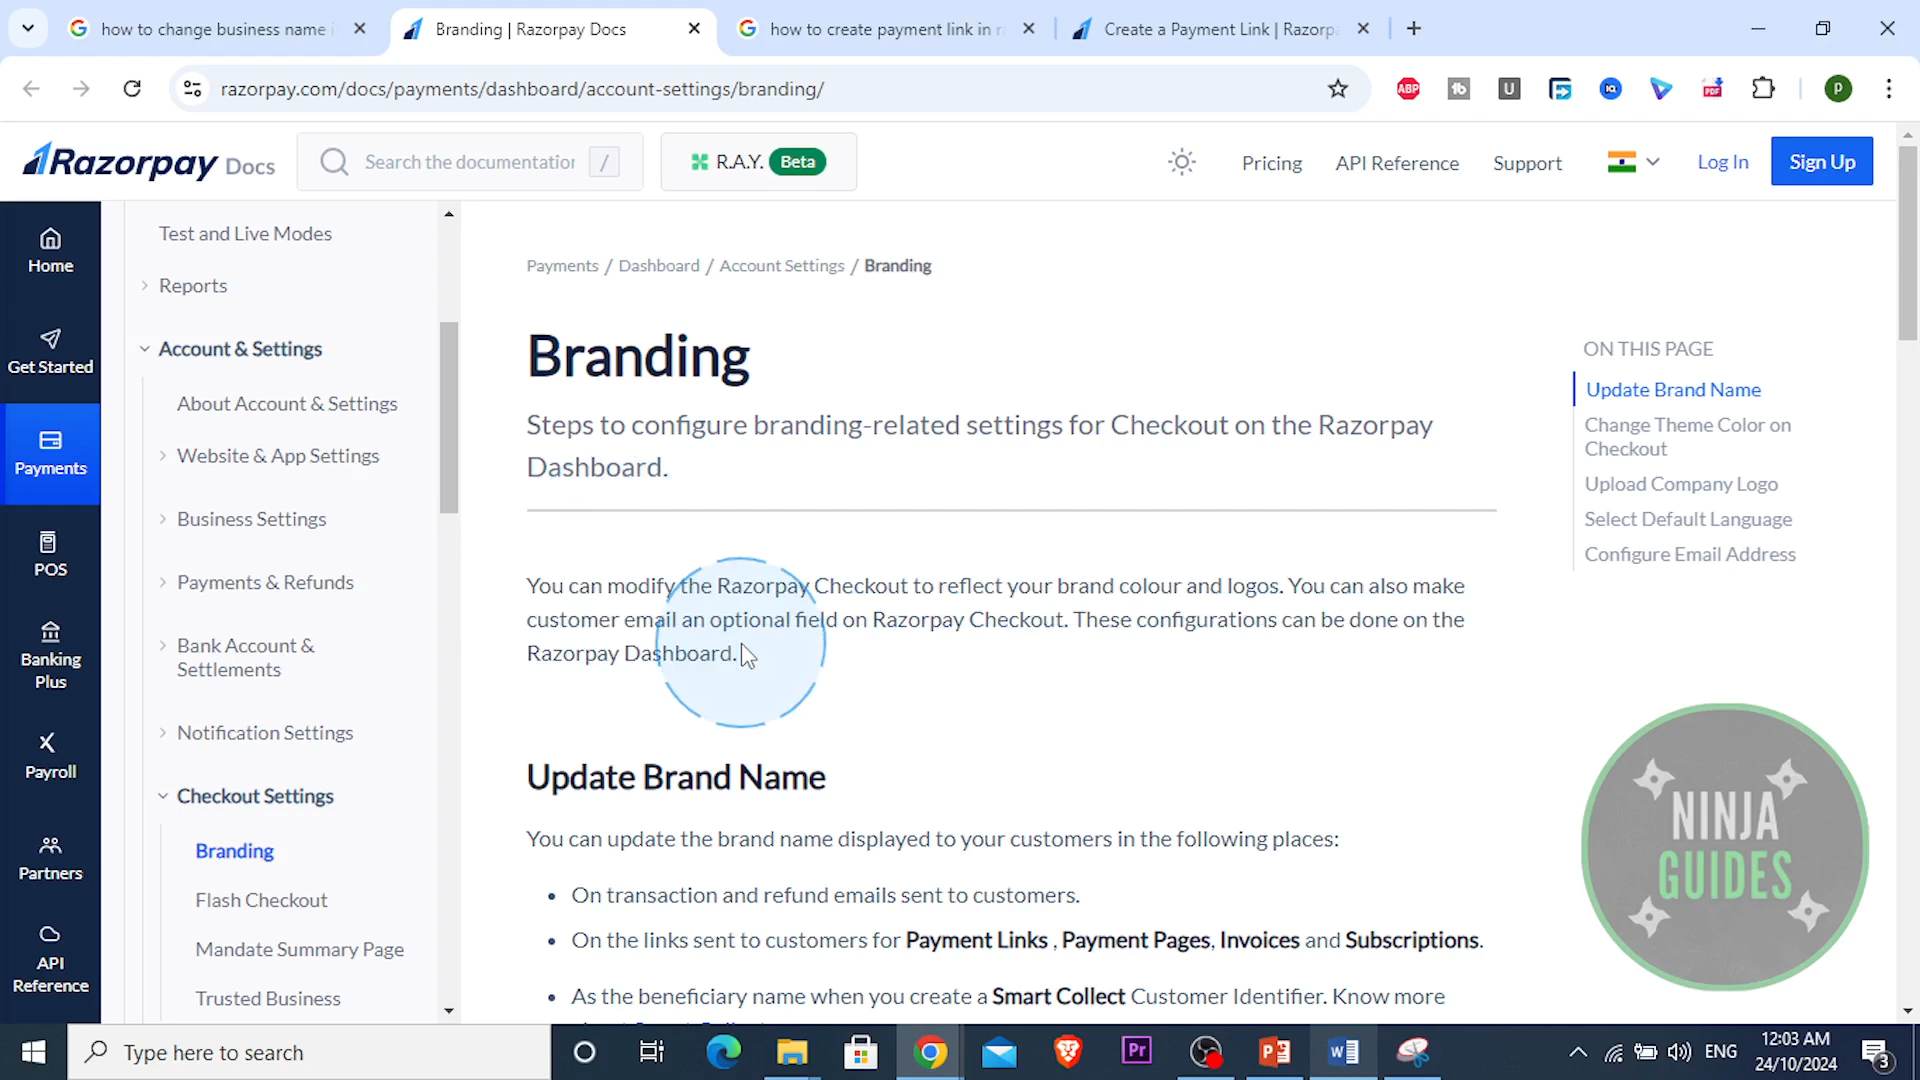 how to change business name i
Branding | Razorpay Docs
how to create payment link in r
Create a Payment Link | Razorp
razorpay.com/docs/payments/dashboard/account-settings/branding/
ABP
tb
U
IQ
PDF
P
Razorpay Docs
Search the documentation
/
R.A.Y. Beta
Pricing
API Reference
Support
Log In
Sign Up
Home
Get Started
Payments
POS
Banking
Plus
Payroll
Partners
API
Reference
Test and Live Modes
Reports
Account & Settings
About Account & Settings
Website & App Settings
Business Settings
Payments & Refunds
Bank Account &
Settlements
Notification Settings
Checkout Settings
Branding
Flash Checkout
Mandate Summary Page
Trusted Business
Payments / Dashboard / Account Settings / Branding
Branding
Steps to configure branding-related settings for Checkout on the Razorpay
Dashboard.
You can modify the Razorpay Checkout to reflect your brand colour and logos. You can also make
customer email an optional field on Razorpay Checkout. These configurations can be done on the
Razorpay Dashboard.
Update Brand Name
You can update the brand name displayed to your customers in the following places:
• On transaction and refund emails sent to customers.
• On the links sent to customers for Payment Links , Payment Pages, Invoices and Subscriptions.
• As the beneficiary name when you create a Smart Collect Customer Identifier. Know more
ON THIS PAGE
Update Brand Name
Change Theme Color on
Checkout
Upload Company Logo
Select Default Language
Configure Email Address
NINJA
GUIDES
Type here to search
Pr
ENG
12:03 AM
24/10/2024
3